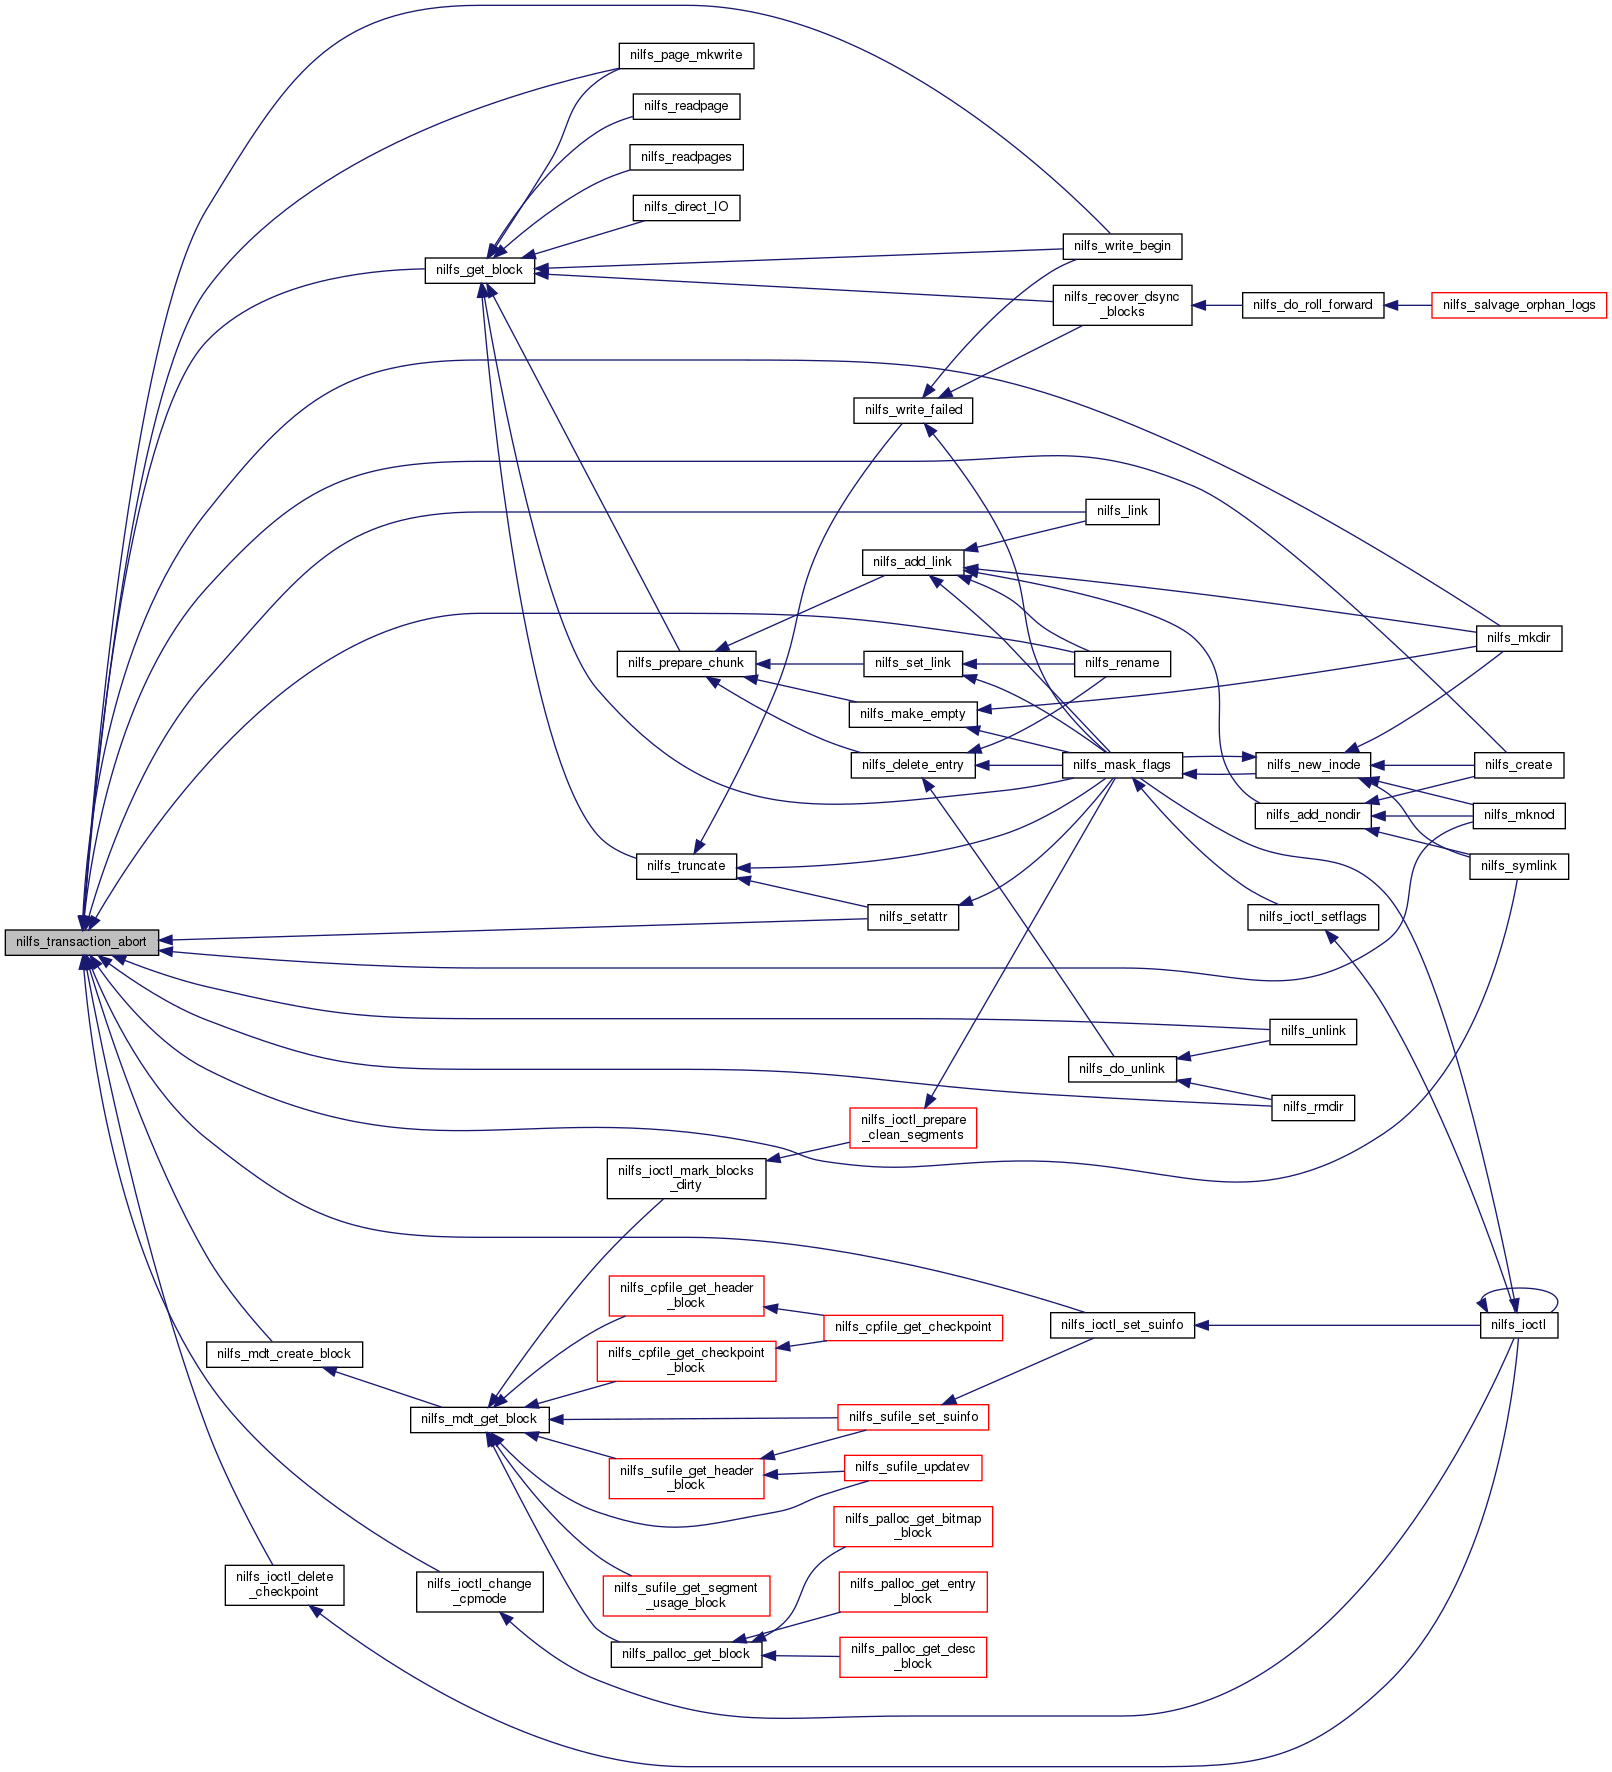 nilfs_page_mkwrite
nilfs_readpage
nilfs_readpages
nilfs_direct_IO
nilfs_write_begin
nilfs_get_block
nilfs_recover_dsync
_blocks
nilfs_do_roll_forward
nilfs_salvage_orphan_logs
nilfs_write_failed
nilfs_link
nilfs_add_link
nilfs_mkdir
nilfs_prepare_chunk
nilfs_set_link
nilfs_rename
nilfs_make_empty
nilfs_delete_entry
nilfs_mask_flags
nilfs_new_inode
nilfs_create
nilfs_add_nondir
nilfs_mknod
nilfs_truncate
nilfs_symlink
nilfs_setattr
nilfs_ioctl_setflags
nilfs_transaction_abort
nilfs_unlink
nilfs_do_unlink
nilfs_rmdir
nilfs_ioctl_prepare
_clean_segments
nilfs_ioctl_mark_blocks
_dirty
nilfs_cpfile_get_header
_block
nilfs_cpfile_get_checkpoint
nilfs_ioctl_set_suinfo
nilfs_ioctl
nilfs_mdt_create_block
nilfs_cpfile_get_checkpoint
_block
nilfs_mdt_get_block
nilfs_sufile_set_suinfo
nilfs_sufile_get_header
_block
nilfs_sufile_updatev
nilfs_palloc_get_bitmap
_block
nilfs_ioctl_delete
_checkpoint
nilfs_ioctl_change
_cpmode
nilfs_sufile_get_segment
_usage_block
nilfs_palloc_get_entry
_block
nilfs_palloc_get_block
nilfs_palloc_get_desc
_block